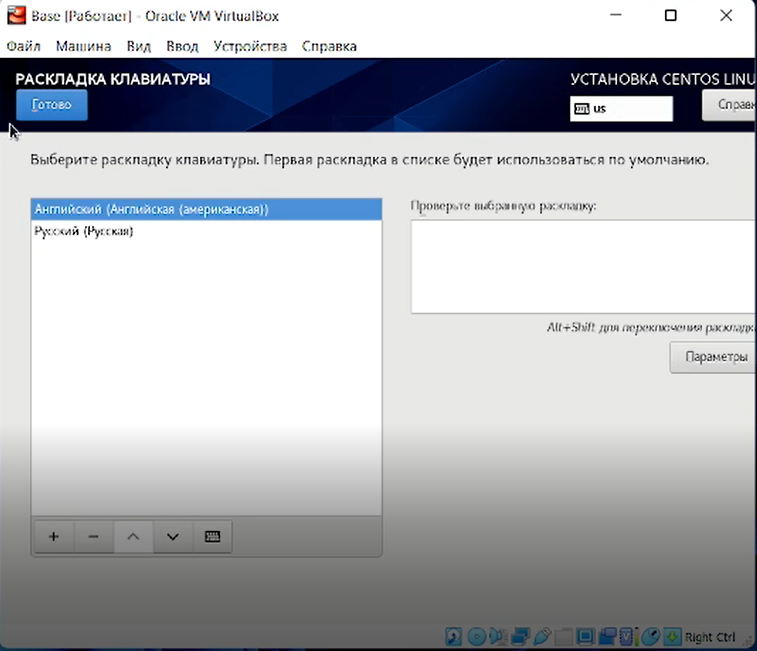 Base [Работает] - Oracle VM VirtualBox
Файл Машина Вид Ввод Устройства Справка
РАСКЛАДКА КЛАВИАТУРЫ
УСТАНОВКА CENTOS LINU
Готово
us
Справк
Выберите раскладку клавиатуры. Первая раскладка в списке будет использоваться по умолчанию.
Английский (Английская (американская))
Русский (Русская)
Проверьте выбранную раскладку:
Alt+Shift для переключения раскладк
Параметры
Right Ctrl